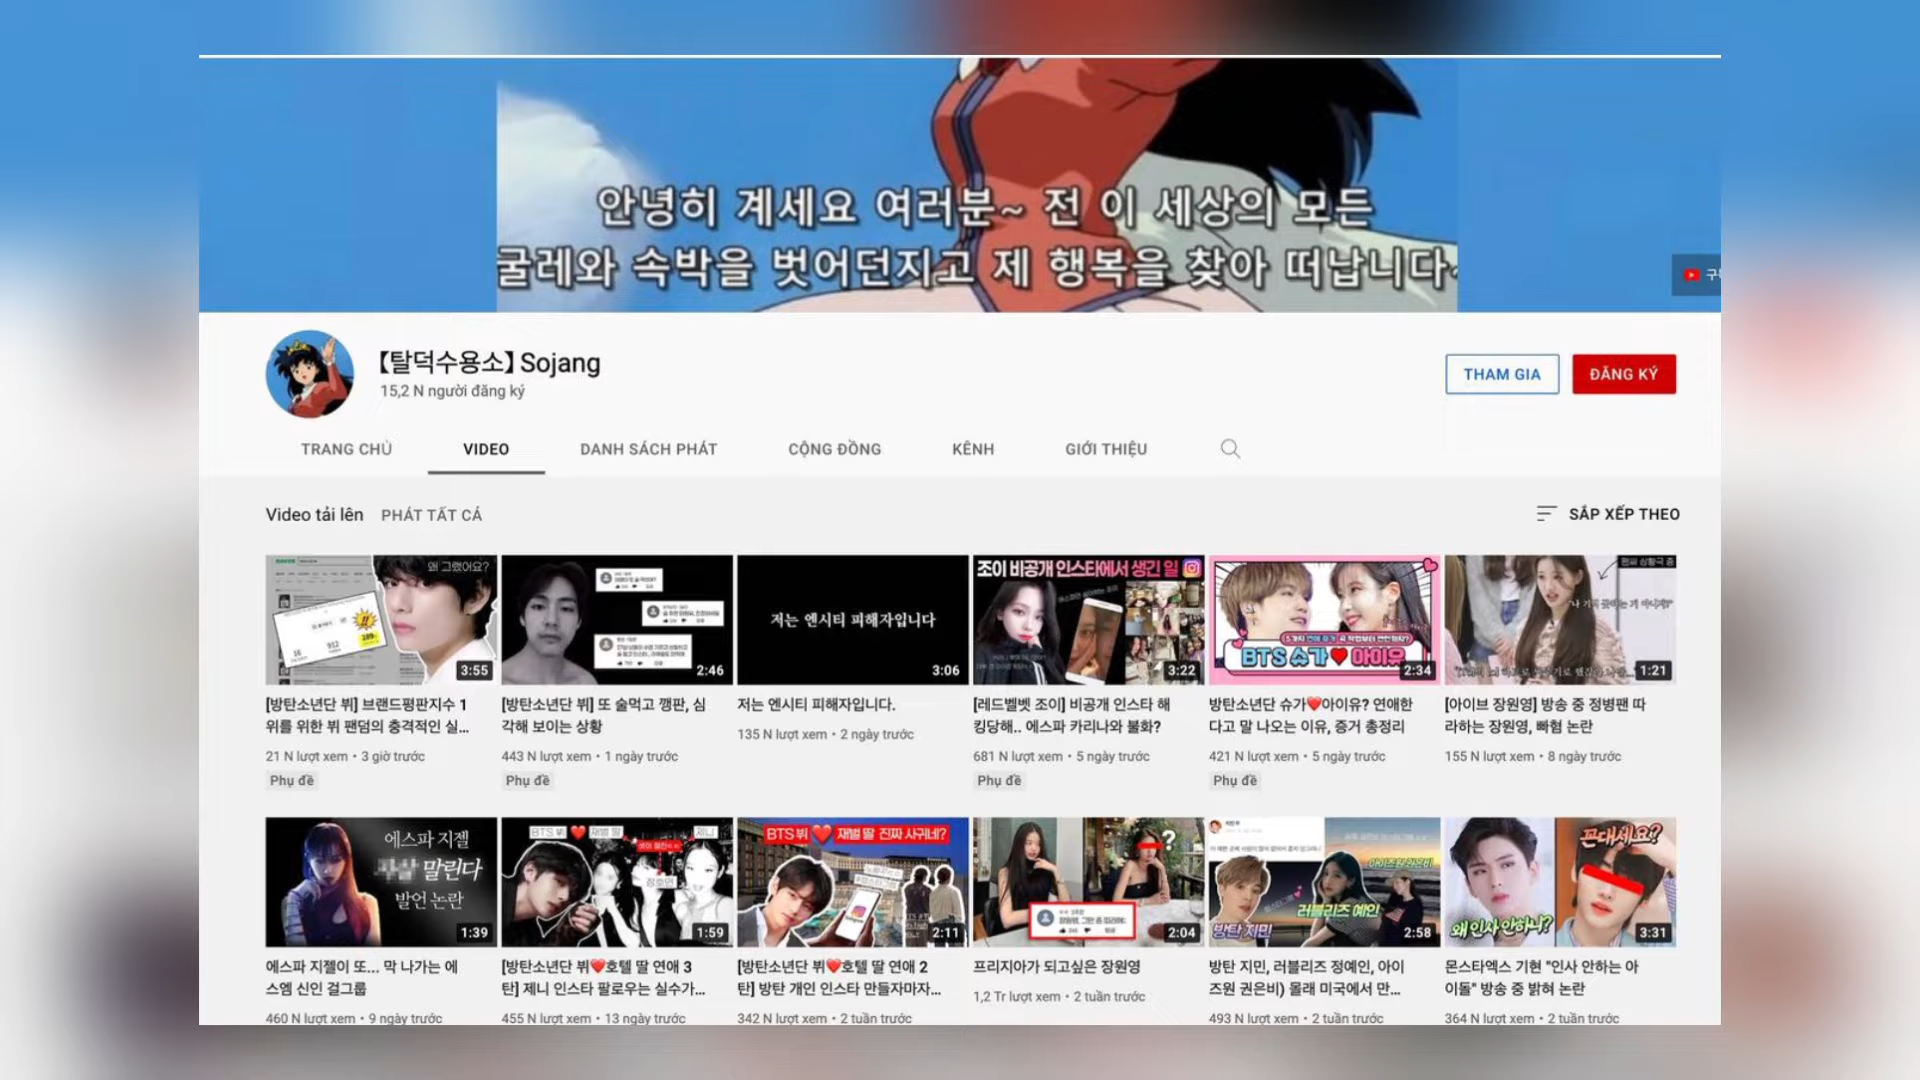 안녕히 계세요 여러분~ 전 이 세상의 모든
굴레와 속박을 벗어던지고 제 행복을 찾아 떠납니다~
【탈덕수용소】 Sojang
15,2 N người đăng ký
THAM GIA
ĐĂNG KÝ
TRANG CHỦ
VIDEO
DANH SÁCH PHÁT
CỘNG ĐỒNG
KÊNH
GIỚI THIỆU
Video tải lên
PHÁT TẤT CẢ
SẮP XẾP THEO
왜 그랬어요?
3:55
[방탄소년단 뷔] 브랜드평판지수 1
위를 위한 뷔 팬덤의 충격적인 실...
21 N lượt xem • 3 giờ trước
Phụ đề
2:46
[방탄소년단 뷔] 또 술먹고 깽판, 심
각해 보이는 상황
443 N lượt xem • 1 ngày trước
Phụ đề
저는 엔시티 피해자입니다
3:06
저는 엔시티 피해자입니다.
135 N lượt xem • 2 ngày trước
조이 비공개 인스타에서 생긴 일
3:22
[레드벨벳 조이] 비공개 인스타 해
킹당해.. 에스파 카리나와 불화?
681 N lượt xem • 5 ngày trước
Phụ đề
BTS 슈가❤아이유
2:34
방탄소년단 슈가❤️아이유? 연애한
다고 말 나오는 이유, 증거 총정리
421 N lượt xem • 5 ngày trước
Phụ đề
1:21
[아이브 장원영] 방송 중 정병팬 따
라하는 장원영, 빠혐 논란
155 N lượt xem • 8 ngày trước
에스파 지젤
말린다
발언 논란
1:39
에스파 지젤이 또... 막 나가는 에
스엠 신인 걸그룹
460 N lượt xem • 9 ngày trước
BTS 뷔 ❤ 재벌 딸
제니
정호연
1:59
[방탄소년단 뷔❤️호텔 딸 연애 3
탄] 제니 인스타 팔로우는 실수가...
455 N lượt xem • 13 ngày trước
BTS뷔 ❤ 재벌 딸 진짜 사귀네?
2:11
[방탄소년단 뷔❤️호텔 딸 연애 2
탄] 방탄 개인 인스타 만들자마자...
342 N lượt xem • 2 tuần trước
?
2:04
프리지아가 되고싶은 장원영
1,2 Tr lượt xem • 2 tuần trước
아이즈원 권은비
러블리즈 예인
방탄 지민
2:58
방탄 지민, 러블리즈 정예인, 아이
즈원 권은비) 몰래 미국에서 만...
493 N lượt xem • 2 tuần trước
꼰대세요?
왜 인사 안하니?
3:31
몬스타엑스 기현 "인사 안하는 아
이돌" 방송 중 밝혀 논란
364 N lượt xem • 2 tuần trước